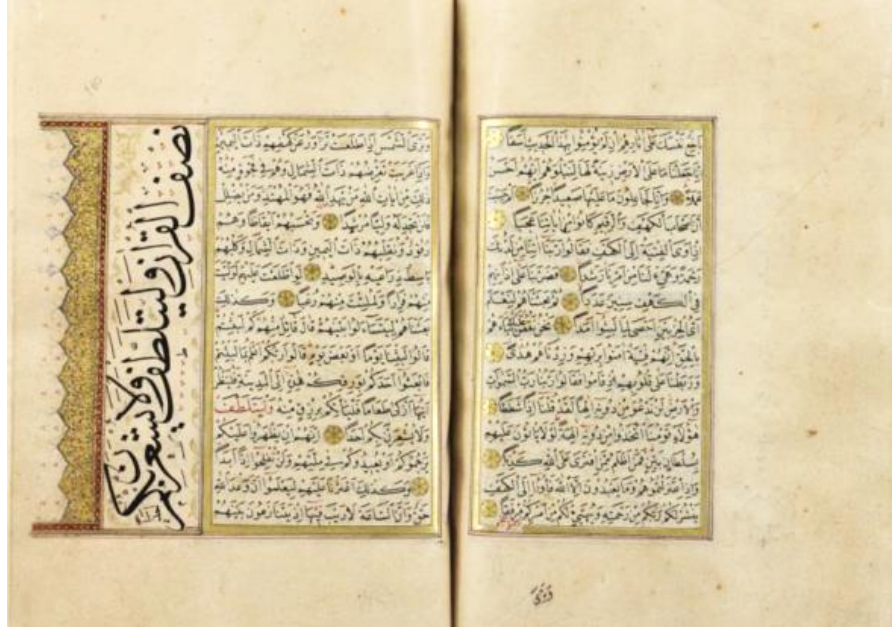 باخع نفسك على آثارهم إن لم يؤمنوا بهذا الحديث أسفا
إنا جعلنا ما على الأرض زينة لها لنبلوهم أيهم أحسن
عملا وإنا لجاعلون ما عليها صعيدا جرزا أم حسبت
أن أصحاب الكهف والرقيم كانوا من آياتنا عجبا
إذ أوى الفتية إلى الكهف فقالوا ربنا آتنا من لدنك
رحمة وهيئ لنا من أمرنا رشدا فضربنا على آذانهم
في الكهف سنين عددا ثم بعثناهم لنعلم
أي الحزبين أحصى لما لبثوا أمدا نحن نقص عليك نبأهم
بالحق إنهم فتية آمنوا بربهم وزدناهم هدى
وربطنا على قلوبهم إذ قاموا فقالوا ربنا رب السموات
والأرض لن ندعو من دونه إلها لقد قلنا إذا شططا
هؤلاء قومنا اتخذوا من دونه آلهة لولا يأتون عليهم
بسلطان بين فمن أظلم ممن افترى على الله كذبا
وإذ اعتزلتموهم وما يعبدون إلا الله فأووا إلى الكهف
ينشر لكم ربكم من رحمته ويهيئ لكم من أمركم مرفقا
وترى
وترى الشمس إذا طلعت تزاور عن كهفهم ذات اليمين
وإذا غربت تقرضهم ذات الشمال وهم في فجوة منه
ذلك من آيات الله من يهد الله فهو المهتد ومن يضلل
فلن تجد له وليا مرشدا وتحسبهم أيقاظا وهم
رقود ونقلبهم ذات اليمين وذات الشمال وكلبهم
باسط ذراعيه بالوصيد لو اطلعت عليهم لوليت
منهم فرارا ولملئت منهم رعبا وكذلك
بعثناهم ليتساءلوا بينهم قال قائل منهم كم لبثتم
قالوا لبثنا يوما أو بعض يوم قالوا ربكم أعلم بما لبثتم
فابعثوا أحدكم بورقكم هذه إلى المدينة فلينظر
أيها أزكى طعاما فليأتكم برزق منه وليتلطف
ولا يشعرن بكم أحدا إنهم إن يظهروا عليكم
يرجموكم أو يعيدوكم في ملتهم ولن تفلحوا إذا أبدا
وكذلك أعثرنا عليهم ليعلموا أن وعد الله
حق وأن الساعة لا ريب فيها إذ يتنازعون بينهم
نصف القرآن وليتلطف ولا يشعرن بكم